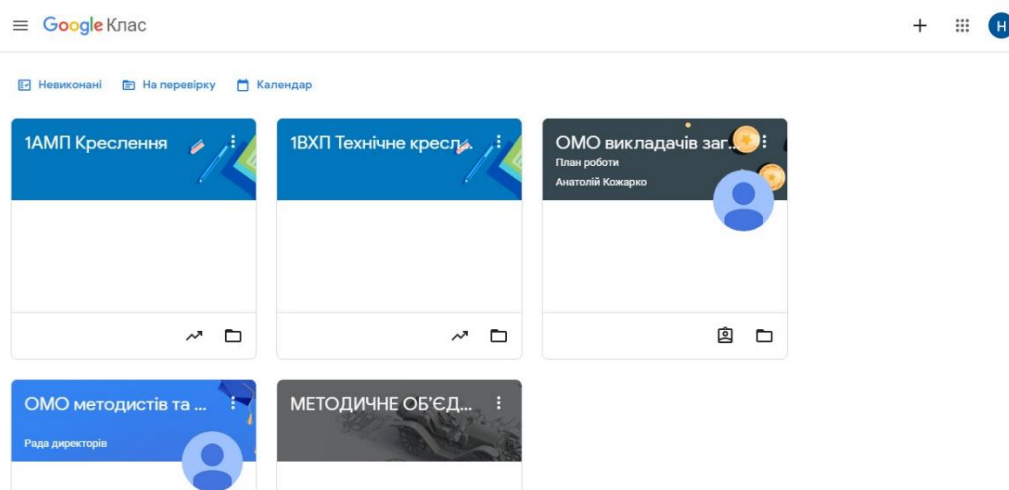 Google Клас
Н
Невиконані На перевірку Календар
1АМП Креслення
1ВХП Технічне кресл...
ОМО викладачів заг...
План роботи
Анатолій Кожарко
ОМО методистів та ...
Рада директорів
МЕТОДИЧНЕ ОБ'ЄД...